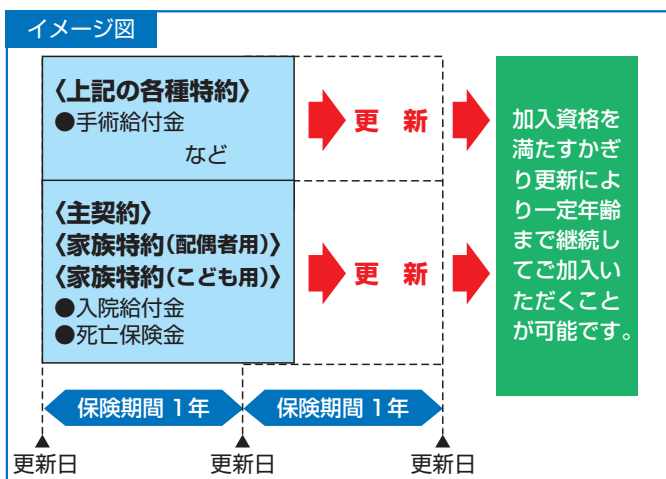 イメージ図
〈上記の各種特約〉
●手術給付金
など
更 新
〈主契約〉
〈家族特約(配偶者用)〉
〈家族特約(こども用)〉
●入院給付金
●死亡保険金
更 新
加入資格を
満たすかぎ
り更新によ
り一定年齢
まで継続し
てご加入い
ただくこと
が可能です。
保険期間 1年
保険期間 1年
更新日
更新日
更新日